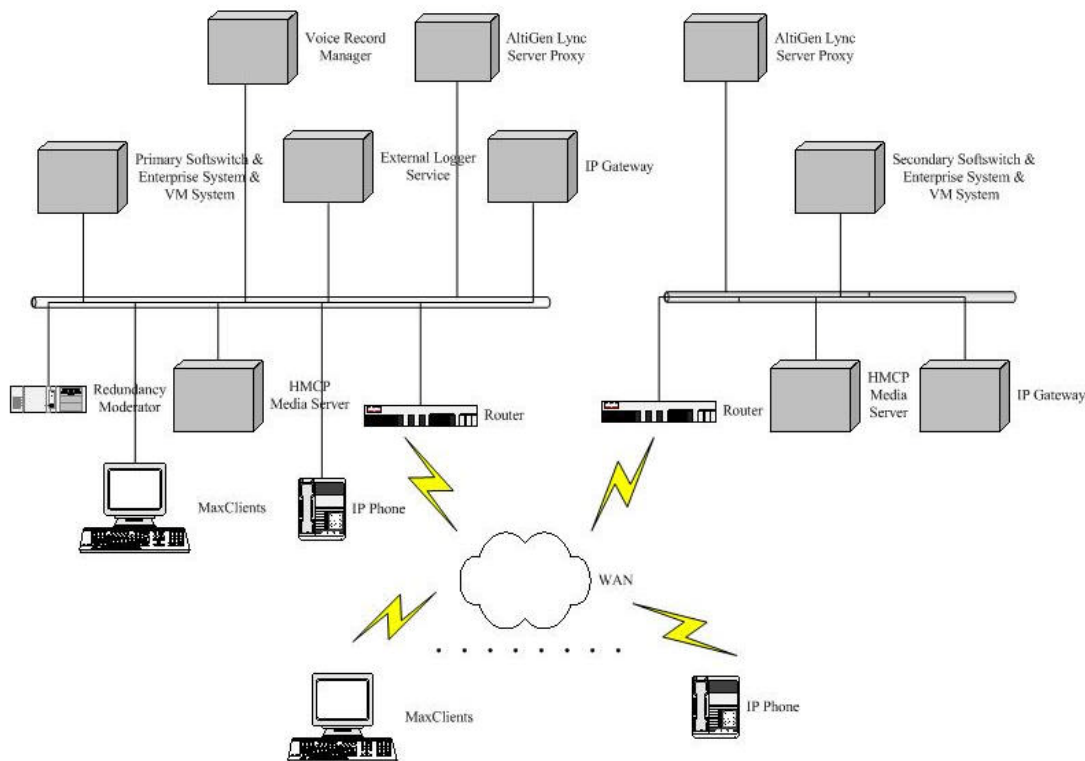 Voice Record
Manager
AltiGen Lync
Server Proxy
AltiGen Lync
Server Proxy
Primary Softswitch &
Enterprise System &
VM System
External Logger
Service
IP Gateway
Secondary Softswitch &
Enterprise System &
VM System
Redundancy
Moderator
HMCP
Media Server
Router
Router
HMCP
Media
Server
IP Gateway
MaxClients
IP Phone
WAN
MaxClients
IP Phone